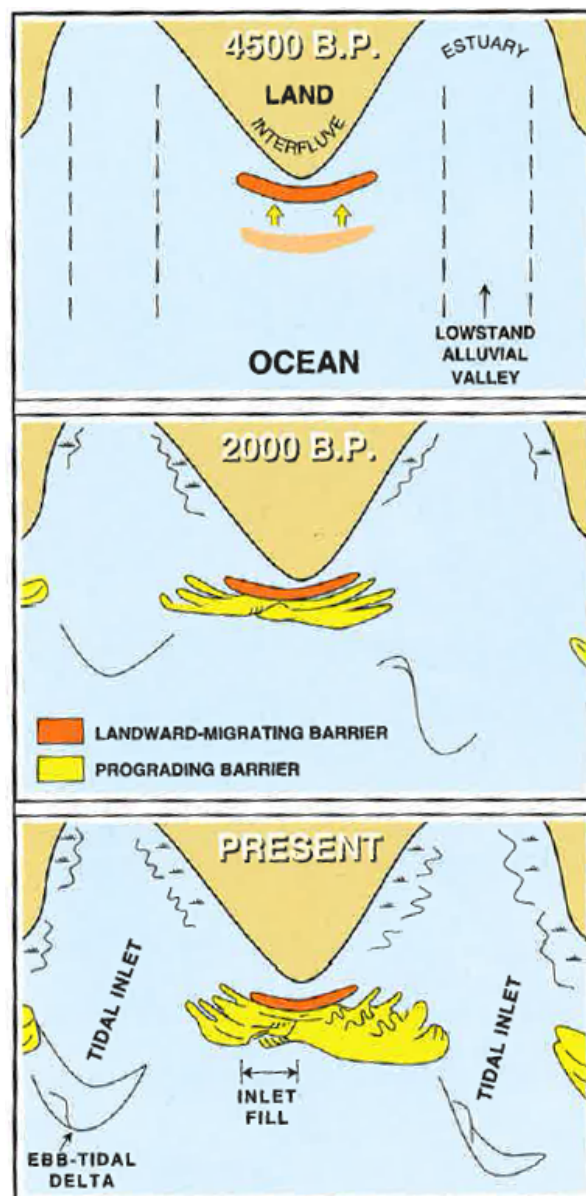 4500 B.P.
ESTUARY
LAND
INTERFLUVE
LOWSTAND
ALLUVIAL
VALLEY
OCEAN
2000 B.P.
LANDWARD-MIGRATING BARRIER
PROGRADING BARRIER
PRESENT
TIDAL INLET
TIDAL INLET
INLET
FILL
EBB-TIDAL
DELTA